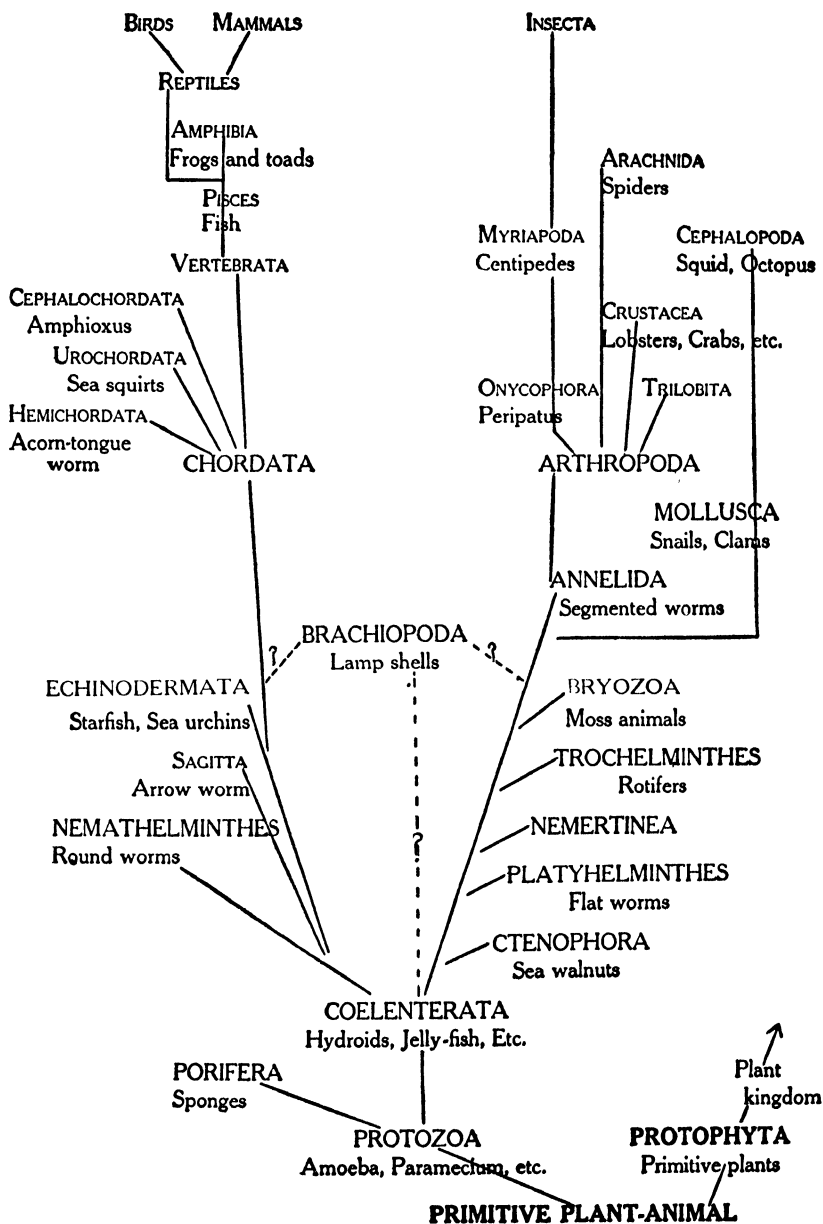 BIRDS MAMMALS
INSECTA
REPTILES
AMPHIBIA
Frogs and toads
ARACHNIDA
Spiders
PISCES
Fish
MYRIAPODA
Centipedes
CEPHALOPODA
Squid, Octopus
VERTEBRATA
CEPHALOCHORDATA
Amphioxus
CRUSTACEA
Lobsters, Crabs, etc.
UROCHORDATA
Sea squirts
ONYCOPHORA
Peripatus
TRILOBITA
HEMICHORDATA
Acorn-tongue
worm
CHORDATA
ARTHROPODA
MOLLUSCA
Snails, Clams
ANNELIDA
Segmented worms
BRACHIOPODA
Lamp shells
?
?
ECHINODERMATA
Starfish, Sea urchins
BRYOZOA
Moss animals
SAGITTA
Arrow worm
TROCHELMINTHES
Rotifers
NEMATHELMINTHES
Round worms
?
NEMERTINEA
PLATYHELMINTHES
Flat worms
CTENOPHORA
Sea walnuts
COELENTERATA
Hydroids, Jelly-fish, Etc.
PORIFERA
Sponges
Plant
kingdom
PROTOZOA
Amoeba, Paramecium, etc.
PROTOPHYTA
Primitive plants
PRIMITIVE PLANT-ANIMAL